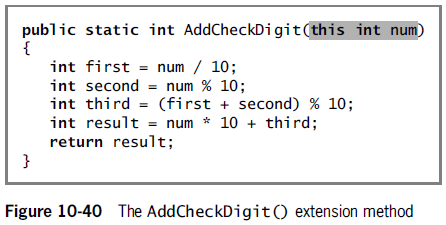 public static int AddCheckDigit(this int num)
{
int first = num / 10;
int second = num % 10;
int third = (first + second) % 10;
int result = num * 10 + third;
return result;
}
Figure 10-40 The AddCheckDigit() extension method